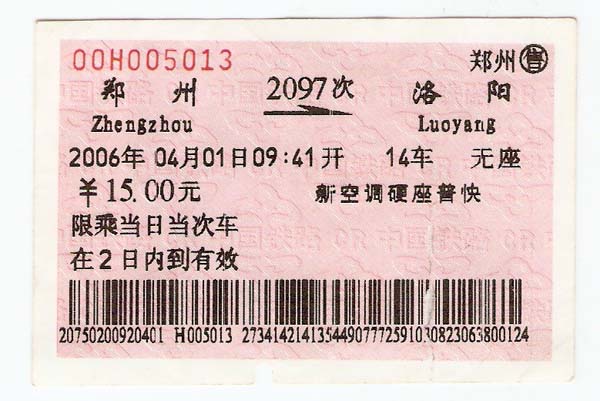 00H005013 郑州㊕售
郑州 2097次 洛阳
Zhengzhou Luoyang
2006年 04月01日09:41开 14车 无座
¥15.00元 新空调硬座普快
限乘当日当次车
在2日内到有效
20750200920401 H005013 2734142141354490777259103082306380​0124